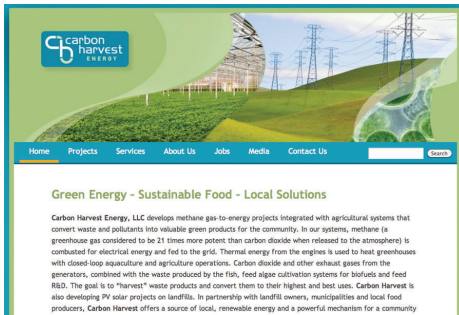 carbon
harvest
ENERGY
Home Projects Services About Us Jobs Media Contact Us Search
Green Energy - Sustainable Food - Local Solutions
Carbon Harvest Energy, LLC develops methane gas-to-energy projects integrated with agricultural systems that
convert waste and pollutants into valuable green products for the community. In our systems, methane (a
greenhouse gas considered to be 21 times more potent than carbon dioxide when released to the atmosphere) is
combusted for electrical energy and fed to the grid. Thermal energy from the engines is used to heat greenhouses
with closed-loop aquaculture and agriculture operations. Carbon dioxide and other exhaust gases from the
generators, combined with the waste produced by the fish, feed algae cultivation systems for biofuels and feed
R&D. The goal is to “harvest” waste products and convert them to their highest and best uses. Carbon Harvest is
also developing PV solar projects on landfills. In partnership with landfill owners, municipalities and local food
producers, Carbon Harvest offers a source of local, renewable energy and a powerful mechanism for a community